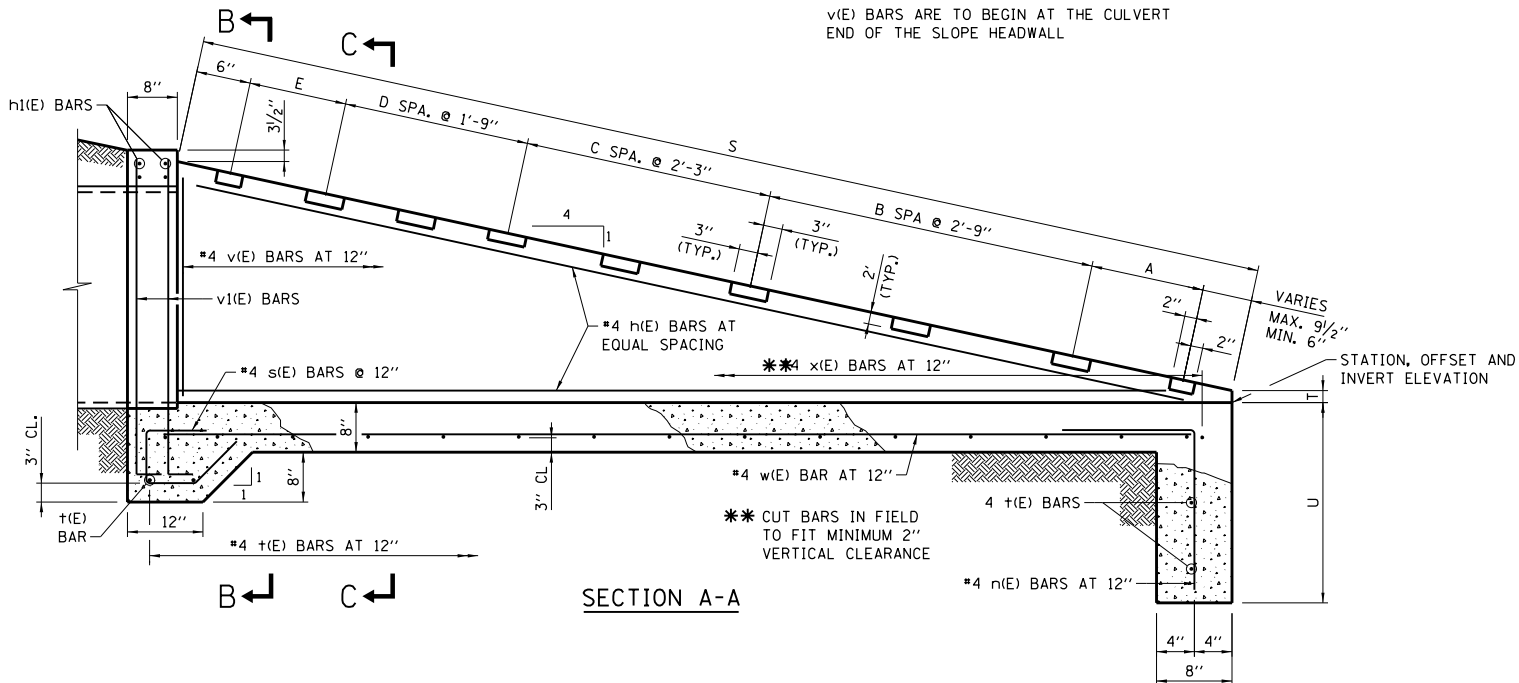 v(E) BARS ARE TO BEGIN AT THE CULVERT
END OF THE SLOPE HEADWALL
B
C
6"
E
D SPA. @ 1'-9"
C SPA. @ 2'-3"
S
B SPA @ 2'-9"
A
VARIES
MAX. 9½"
MIN. 6"
8"
h1(E) BARS
3½"
4
1
3"
(TYP.)
3"
(TYP.)
2'
(TYP.)
2"
2"
#4 v(E) BARS AT 12"
v1(E) BARS
#4 h(E) BARS AT
EQUAL SPACING
**4 x(E) BARS AT 12"
STATION, OFFSET AND
INVERT ELEVATION
T
#4 s(E) BARS @ 12"
3" CL.
8"
8"
1
1
3" CL
#4 w(E) BAR AT 12"
U
t(E)
BAR
12"
#4 t(E) BARS AT 12"
** CUT BARS IN FIELD
TO FIT MINIMUM 2"
VERTICAL CLEARANCE
4 t(E) BARS
#4 n(E) BARS AT 12"
B
C
SECTION A-A
4"
4"
8"